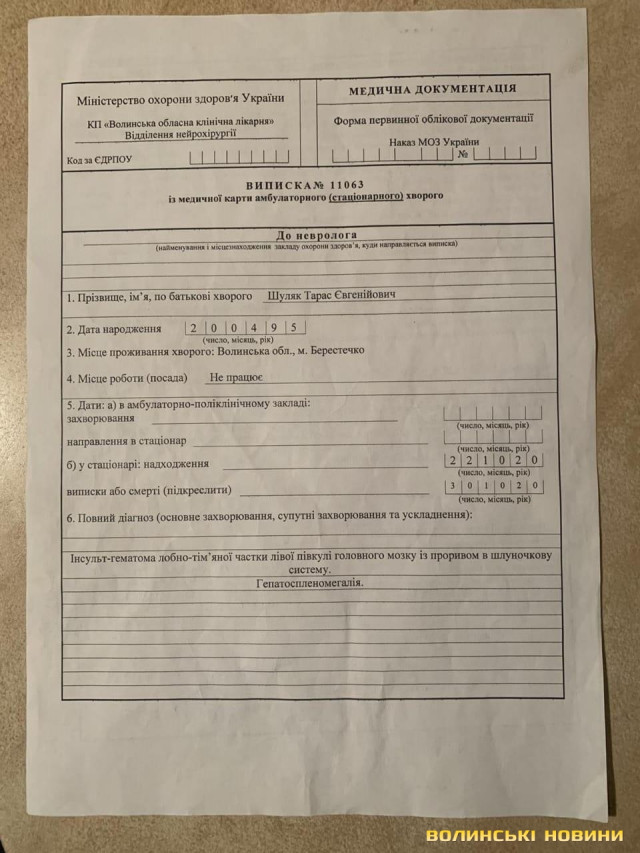 Міністерство охорони здоров'я України
КП «Волинська обласна клінічна лікарня»
Відділення нейрохірургії
Код за ЄДРПОУ
МЕДИЧНА ДОКУМЕНТАЦІЯ
Форма первинної облікової документації
Наказ МОЗ України
№
ВИПИСКА№ 11063
із медичної карти амбулаторного (стаціонарного) хворого
До невролога
(найменування і місцезнаходження закладу охорони здоров'я, куди направляється виписка)
1. Прізвище, ім'я, по батькові хворого Шуляк Тарас Євгенійович
2. Дата народження 2 0 0 4 9 5
(число, місяць, рік)
3. Місце проживання хворого: Волинська обл., м. Берестечко
4. Місце роботи (посада) Не працює
5. Дати: а) в амбулаторно-поліклінічному закладі:
захворювання
(число, місяць, рік)
направлення в стаціонар
(число, місяць, рік)
б) у стаціонарі: надходження 2 2 1 0 2 0
(число, місяць, рік)
виписки або смерті (підкреслити) 3 0 1 0 2 0
(число, місяць, рік)
6. Повний діагноз (основне захворювання, супутні захворювання та ускладнення):
Інсульт-гематома лобно-тім'яної частки лівої півкулі головного мозку із проривом в шлуночкову
систему.
Гепатоспленомегалія.
ВОЛИНСЬКІ НОВИНИ